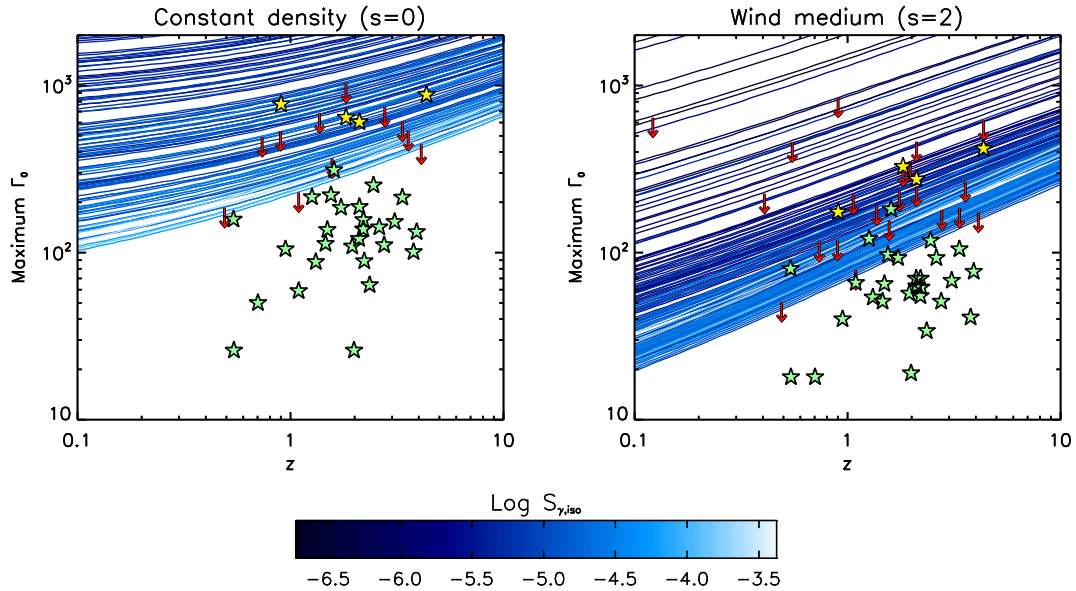 Constant density (s=0)
Wind medium (s=2)
Maximum Γ₀
10³
10²
10
0.1 1 10
z
Maximum Γ₀
10³
10²
10
0.1 1 10
z
Log Sγ,iso
−6.5 −6.0 −5.5 −5.0 −4.5 −4.0 −3.5